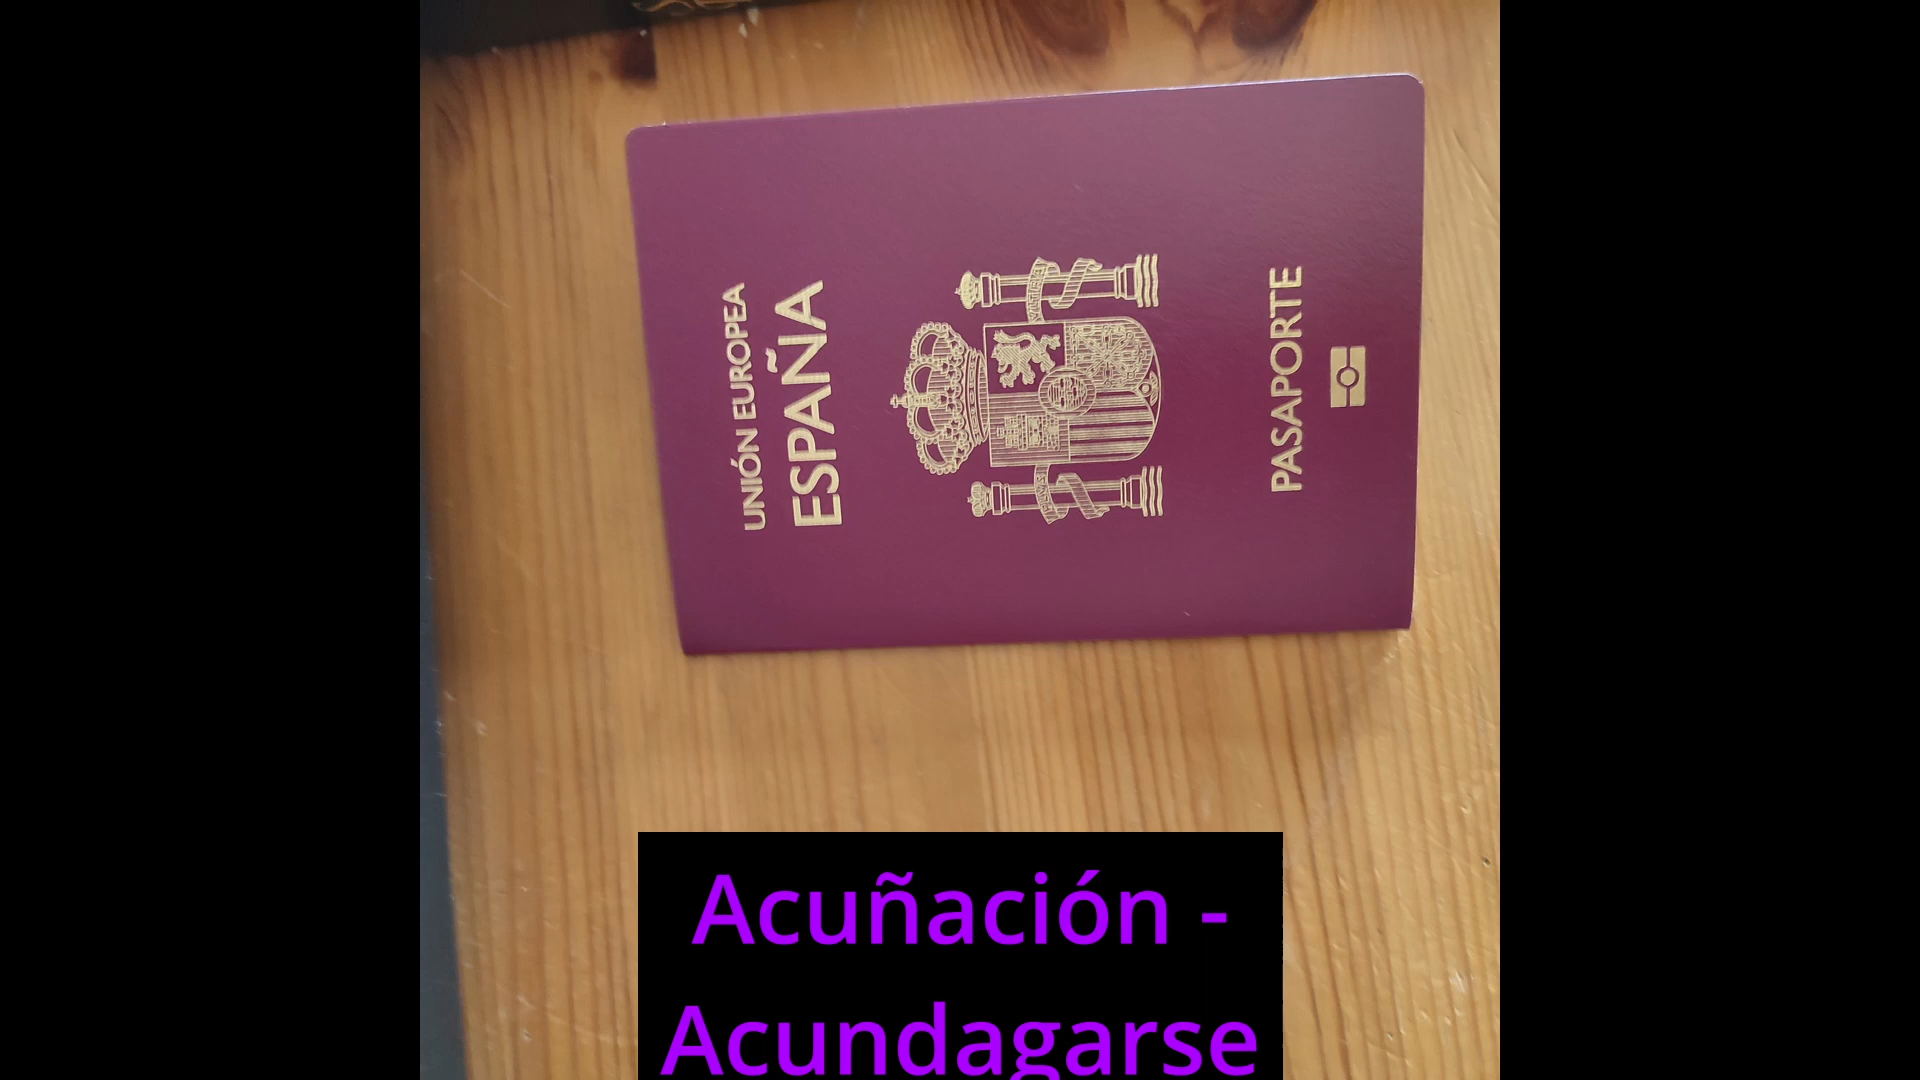 UNIÓN EUROPEA
ESPAÑA
PASAPORTE
Acuñación -
Acundagarse